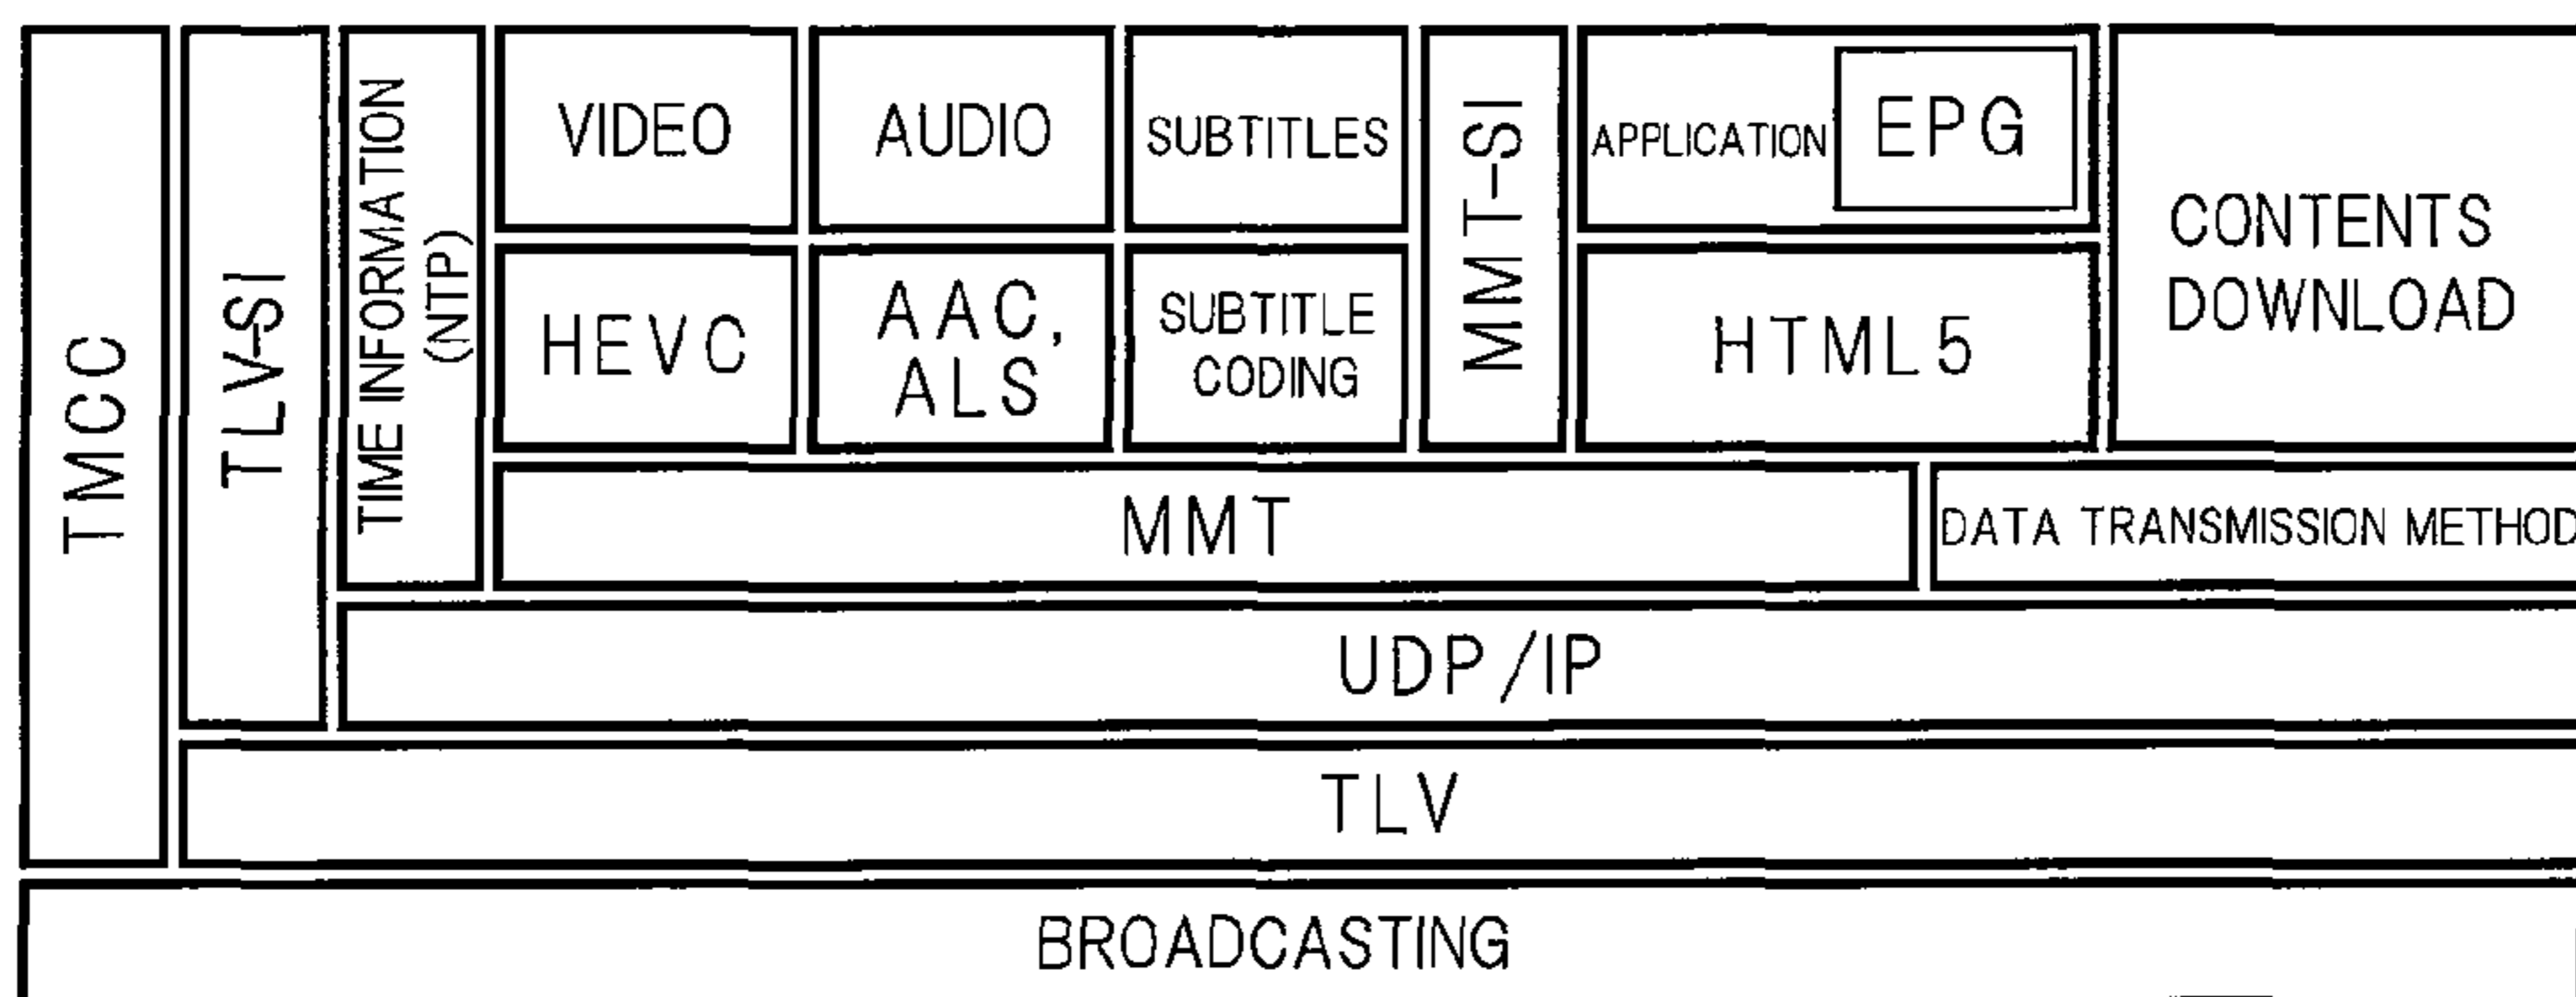 TMCC
TLV-SI
TIME INFORMATION
(NTP)
VIDEO
AUDIO
SUBTITLES
MMT-SI
APPLICATION
EPG
CONTENTS
DOWNLOAD
HEVC
AAC,
ALS
SUBTITLE
CODING
HTML5
MMT
DATA TRANSMISSION METHOD
UDP/IP
TLV
BROADCASTING